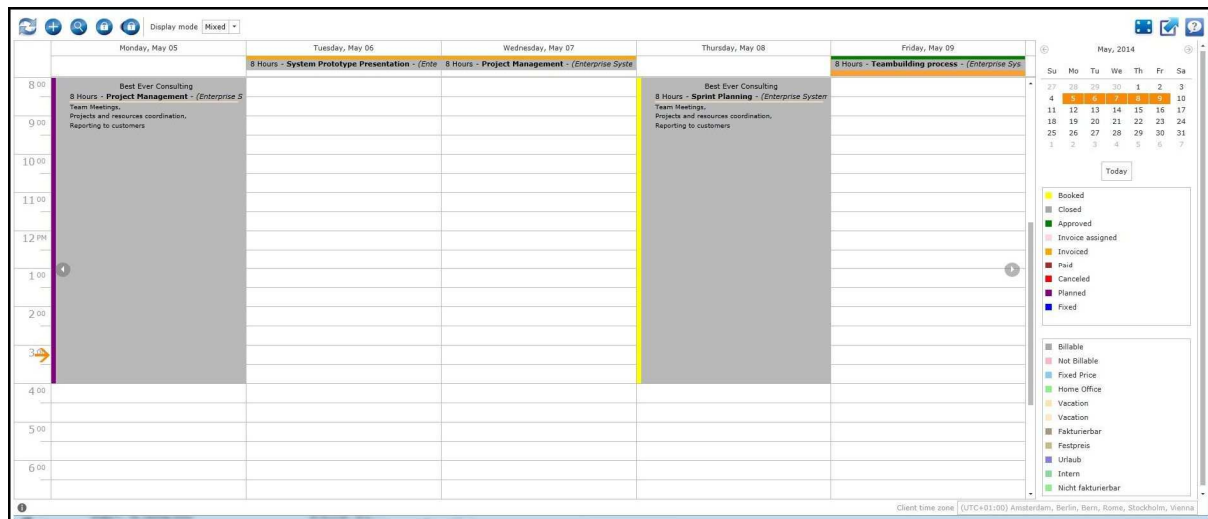 Display mode Mixed
Monday, May 05
Tuesday, May 06
Wednesday, May 07
Thursday, May 08
Friday, May 09
8 Hours - System Prototype Presentation - (Ente
8 Hours - Project Management - (Enterprise Syste
8 Hours - Teambuilding process - (Enterprise Sys
8 00
9 00
10 00
11 00
12 PM
1 00
2 00
3
4 00
5 00
6 00
Best Ever Consulting
8 Hours - Project Management - (Enterprise S
Team Meetings,
Projects and resources coordination,
Reporting to customers
Best Ever Consulting
8 Hours - Sprint Planning - (Enterprise System
Team Meetings,
Projects and resources coordination,
Reporting to customers
May, 2014
Su Mo Tu We Th Fr Sa
27 28 29 30 1 2 3
4 5 6 7 8 9 10
11 12 13 14 15 16 17
18 19 20 21 22 23 24
25 26 27 28 29 30 31
1 2 3 4 5 6 7
Today
Booked
Closed
Approved
Invoice assigned
Invoiced
Paid
Canceled
Planned
Fixed
Billable
Not Billable
Fixed Price
Home Office
Vacation
Vacation
Fakturierbar
Festpreis
Urlaub
Intern
Nicht fakturierbar
Client time zone (UTC+01:00) Amsterdam, Berlin, Bern, Rome, Stockholm, Vienna